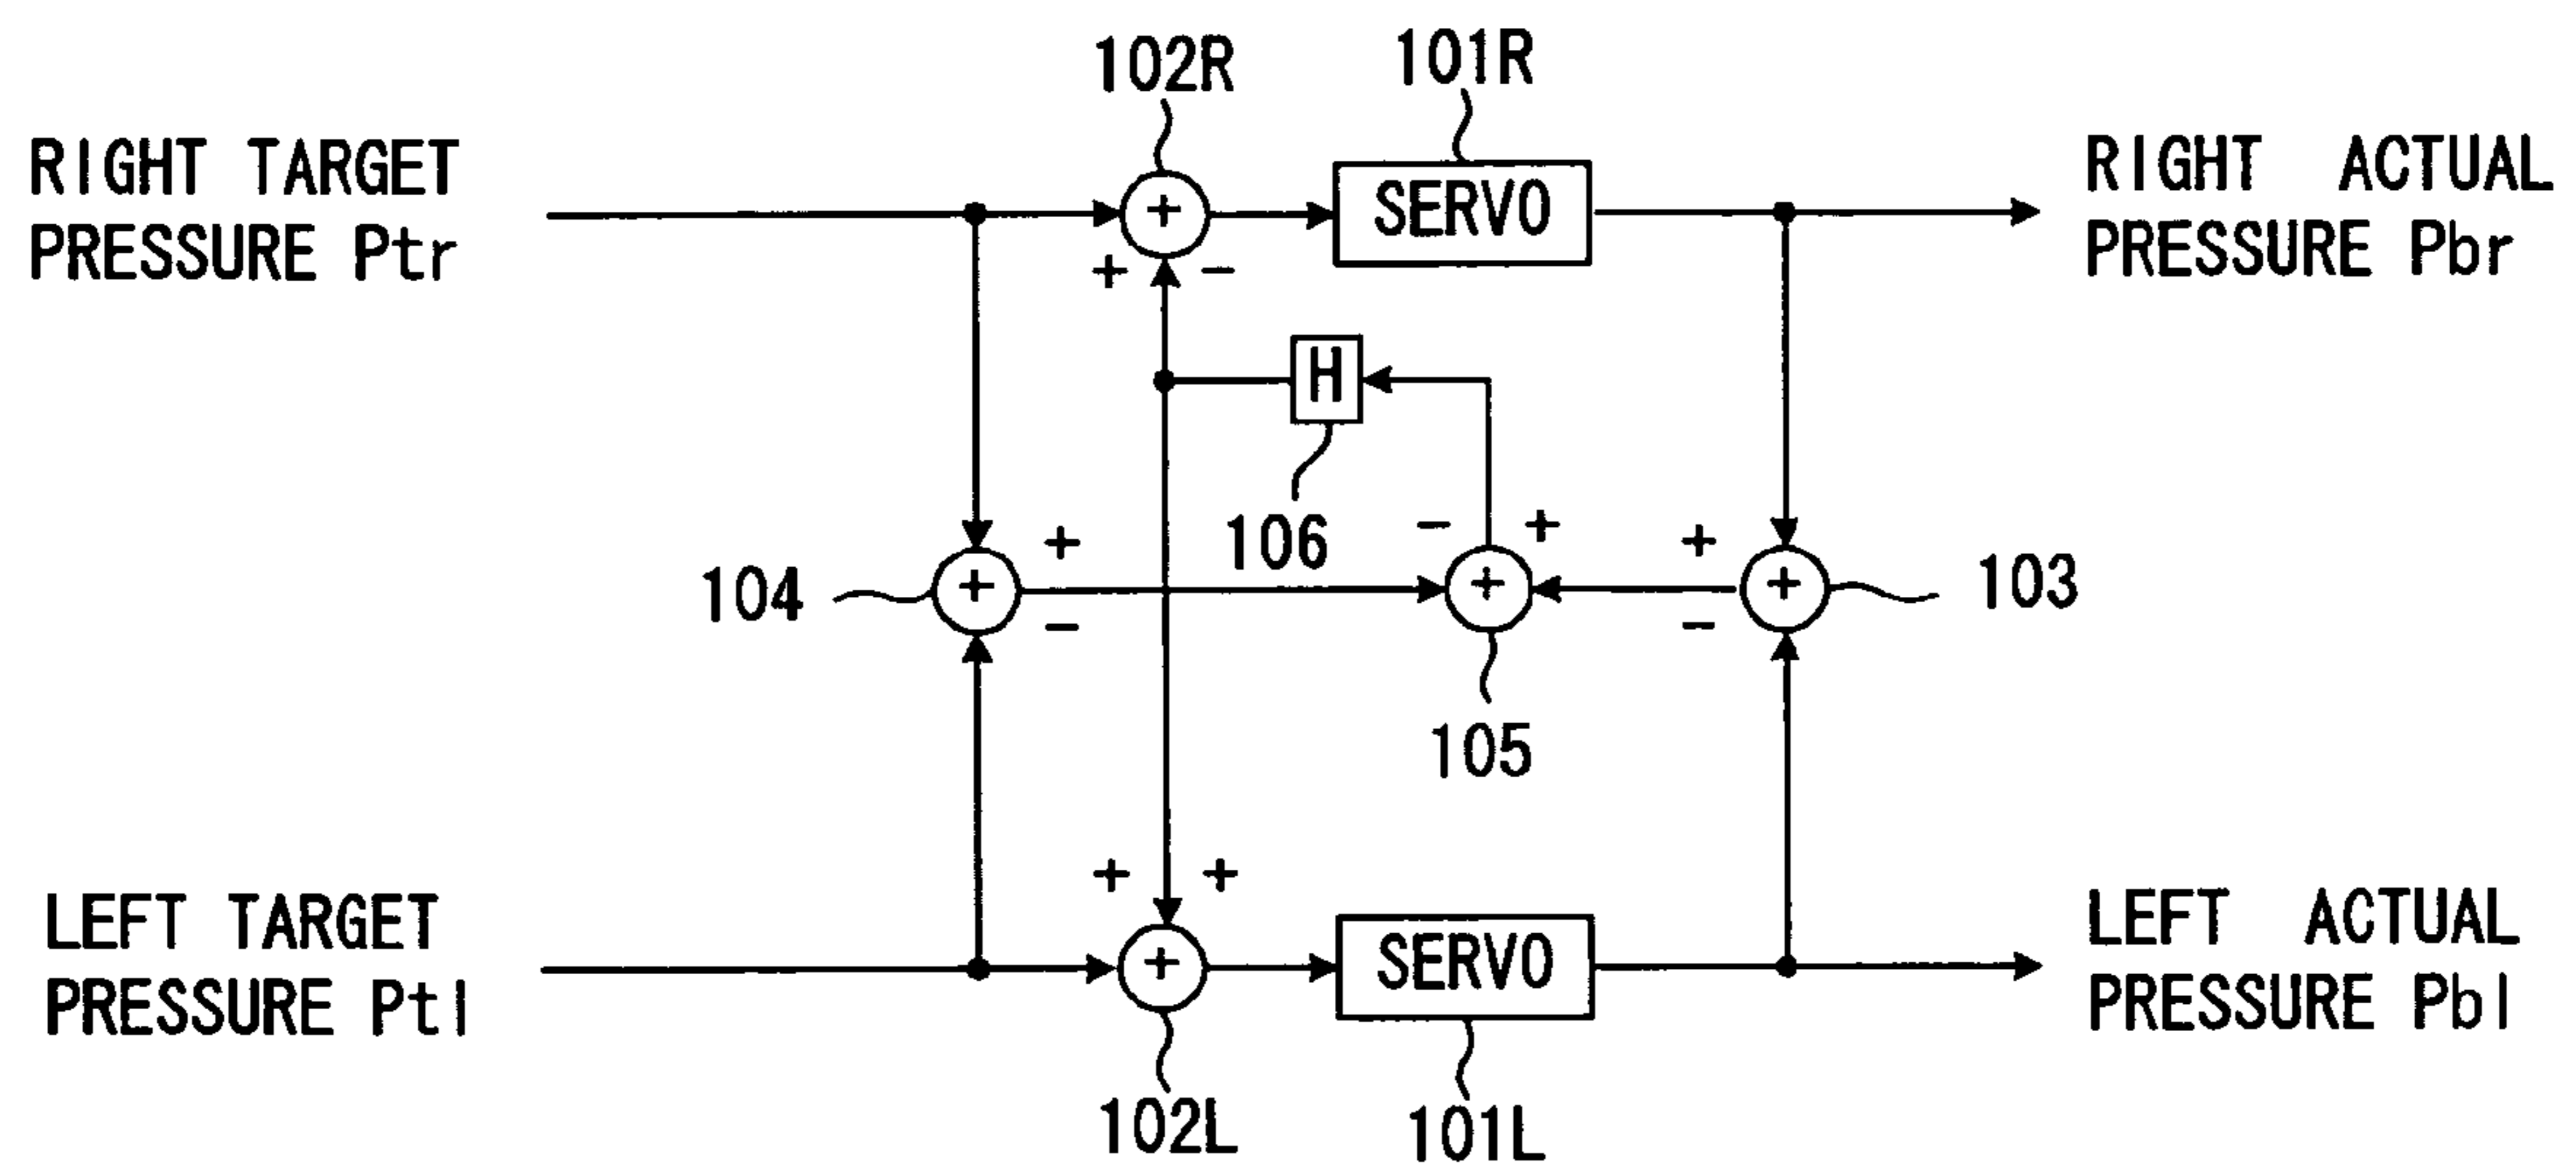 102R
101R
RIGHT TARGET
PRESSURE Ptr
+
SERVO
RIGHT ACTUAL
PRESSURE Pbr
+ -
H
106
- +
+
+
104
+
-
+
+
-
103
105
+ +
LEFT TARGET
PRESSURE Ptl
+
SERVO
LEFT ACTUAL
PRESSURE Pbl
102L
101L